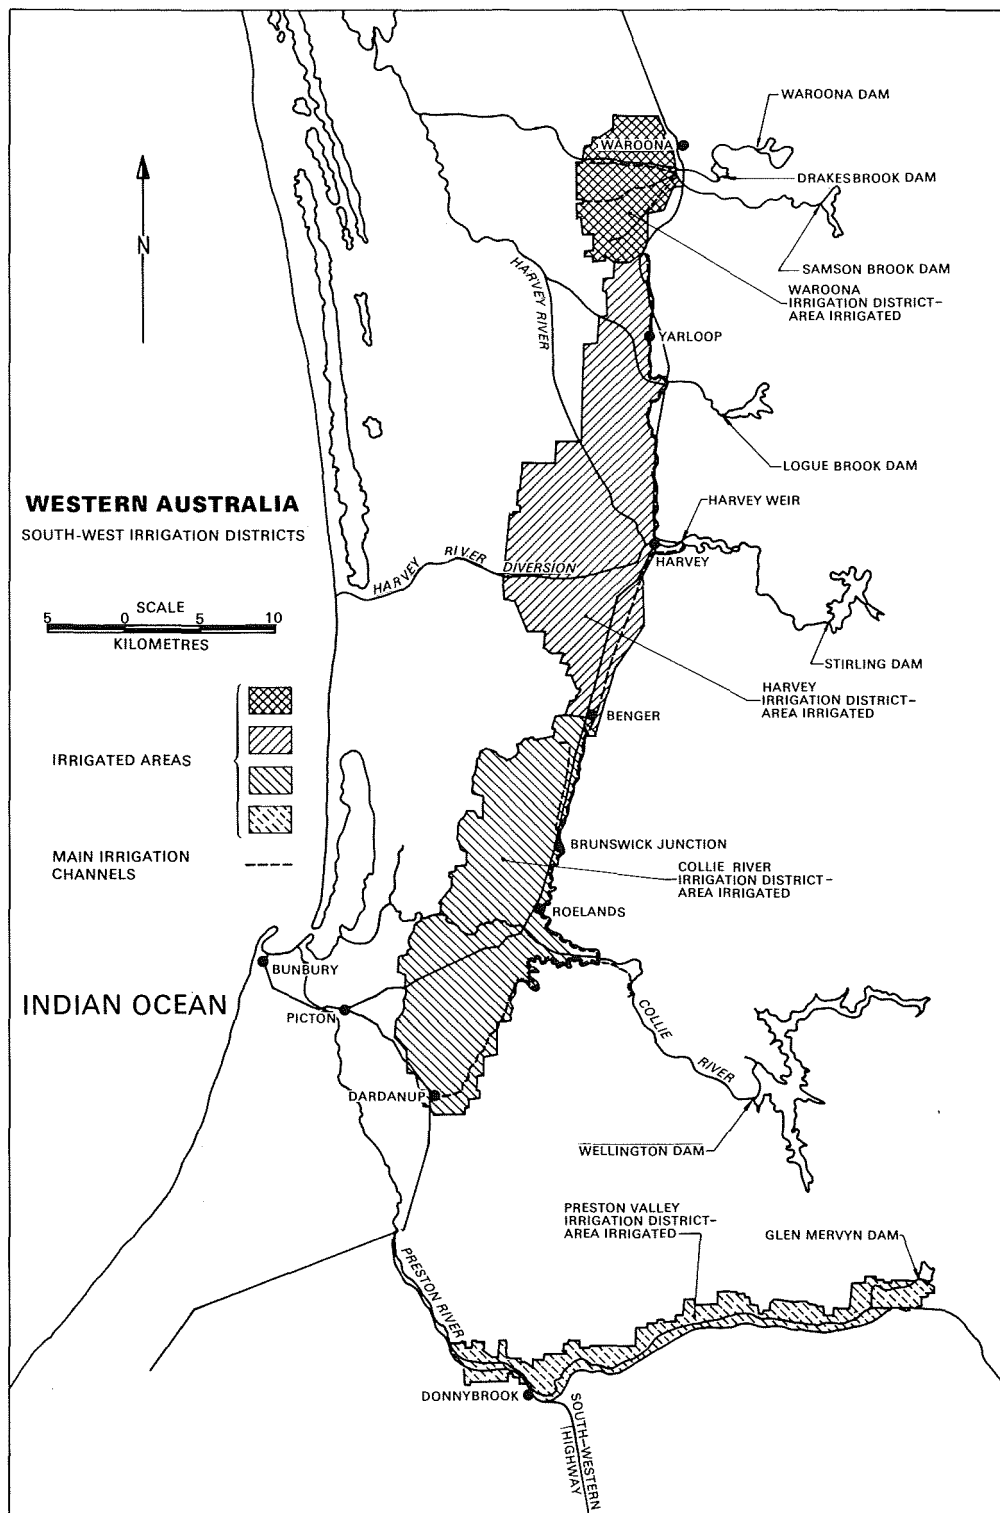 WAROONA DAM
WAROONA
DRAKESBROOK DAM
N
SAMSON BROOK DAM
WAROONA
IRRIGATION DISTRICT–
AREA IRRIGATED
HARVEY RIVER
YARLOOP
LOGUE BROOK DAM
WESTERN AUSTRALIA
SOUTH-WEST IRRIGATION DISTRICTS
HARVEY WEIR
HARVEY
HARVEY RIVER DIVERSION
SCALE
5 0 5 10
KILOMETRES
STIRLING DAM
HARVEY
IRRIGATION DISTRICT–
AREA IRRIGATED
BENGER
IRRIGATED AREAS
MAIN IRRIGATION
CHANNELS
BRUNSWICK JUNCTION
COLLIE RIVER
IRRIGATION DISTRICT–
AREA IRRIGATED
ROELANDS
BUNBURY
INDIAN OCEAN
PICTON
COLLIE RIVER
DARDANUP
WELLINGTON DAM
PRESTON VALLEY
IRRIGATION DISTRICT–
AREA IRRIGATED
GLEN MERVYN DAM
PRESTON RIVER
DONNYBROOK
SOUTH–WESTERN
HIGHWAY